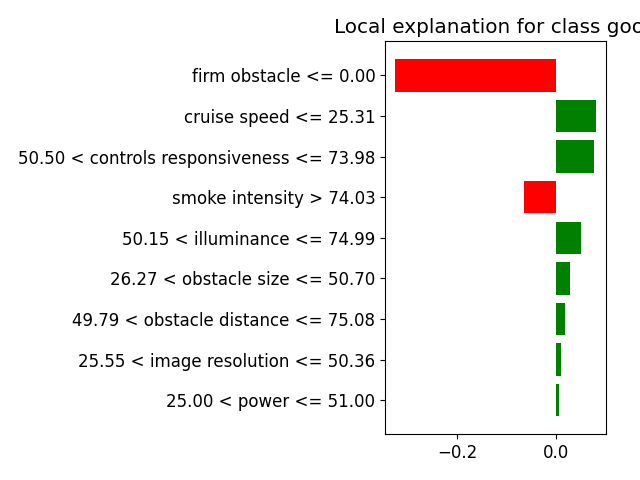 Local explanation for class goo
firm obstacle <= 0.00
cruise speed <= 25.31
50.50 < controls responsiveness <= 73.98
smoke intensity > 74.03
50.15 < illuminance <= 74.99
26.27 < obstacle size <= 50.70
49.79 < obstacle distance <= 75.08
25.55 < image resolution <= 50.36
25.00 < power <= 51.00
−0.2 0.0